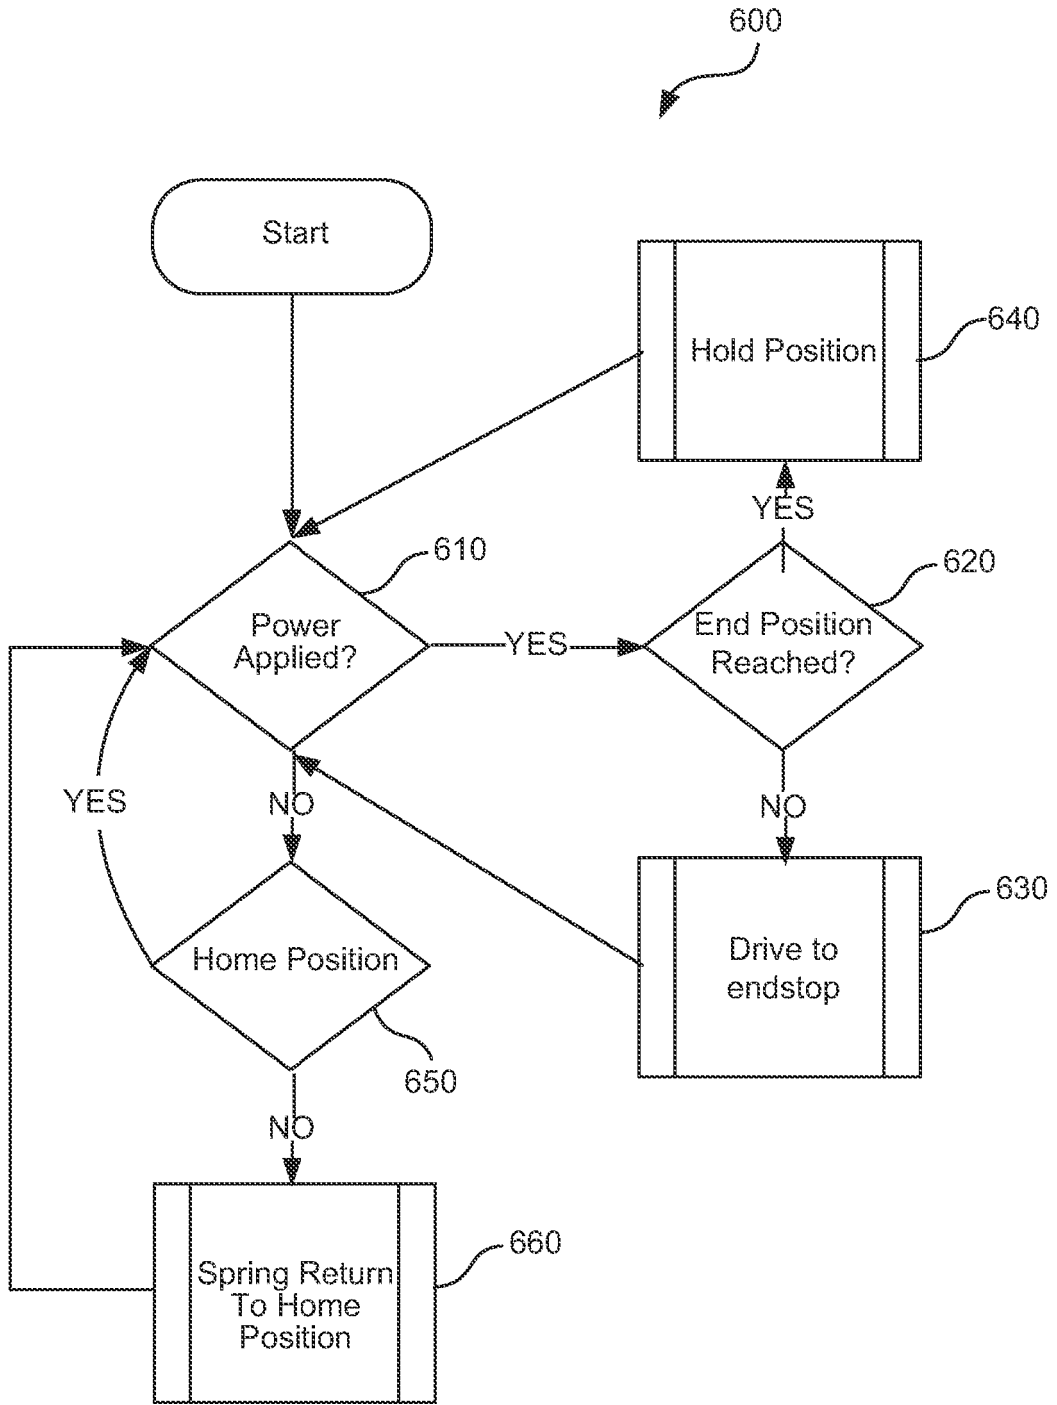 600
Start
Hold Position
640
YES
610
620
Power
Applied?
YES
End Position
Reached?
YES
NO
NO
630
Home Position
Drive to
endstop
650
NO
660
Spring Return
To Home
Position